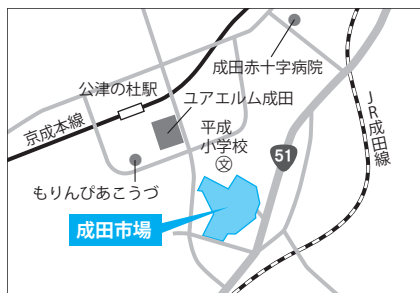 成田赤十字病院
公津の杜駅
ユアエルム成田
京成本線
平成
小学校
文
51
JR成田線
もりんぴあこうづ
成田市場